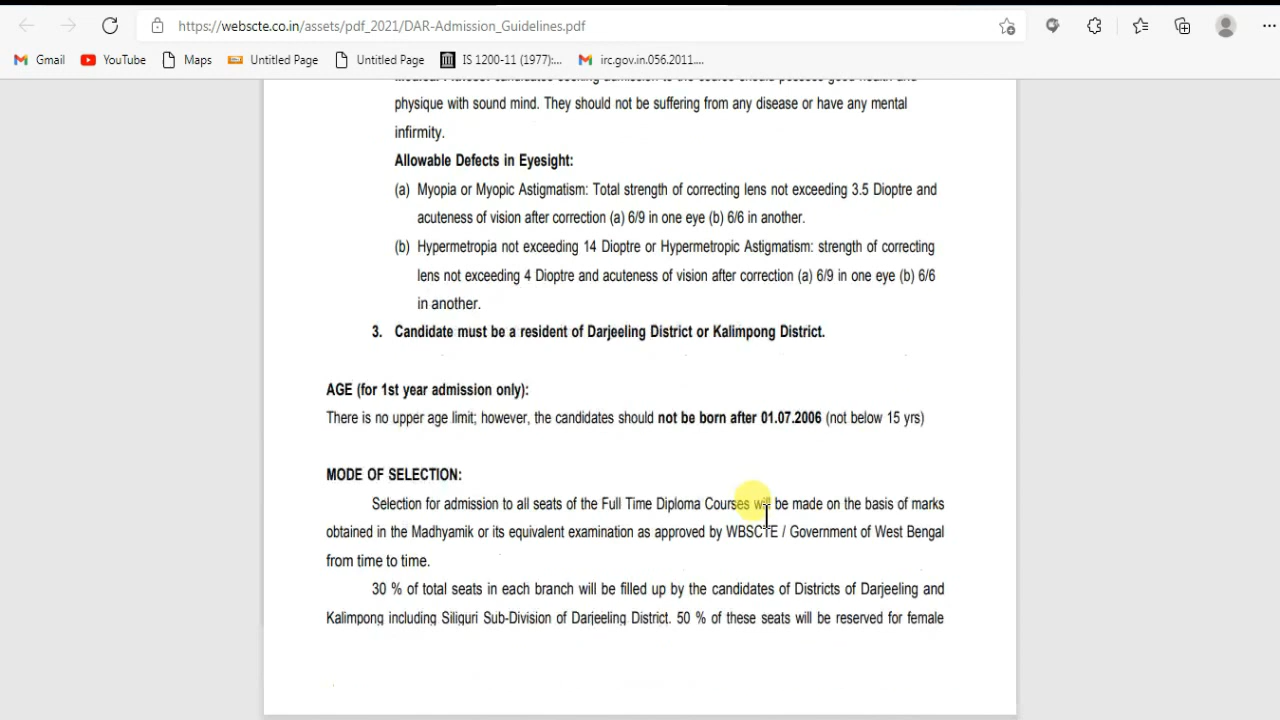 https://webscte.co.in/assets/pdf_2021/DAR-Admission_Guidelines.pdf
Gmail YouTube Maps Untitled Page Untitled Page IS 1200-11 (1977):... irc.gov.in.056.2011....
physique with sound mind. They should not be suffering from any disease or have any mental
infirmity.
Allowable Defects in Eyesight:
(a) Myopia or Myopic Astigmatism: Total strength of correcting lens not exceeding 3.5 Dioptre and
acuteness of vision after correction (a) 6/9 in one eye (b) 6/6 in another.
(b) Hypermetropia not exceeding 14 Dioptre or Hypermetropic Astigmatism: strength of correcting
lens not exceeding 4 Dioptre and acuteness of vision after correction (a) 6/9 in one eye (b) 6/6
in another.
3. Candidate must be a resident of Darjeeling District or Kalimpong District.
AGE (for 1st year admission only):
There is no upper age limit; however, the candidates should not be born after 01.07.2006 (not below 15 yrs)
MODE OF SELECTION:
Selection for admission to all seats of the Full Time Diploma Courses will be made on the basis of marks
obtained in the Madhyamik or its equivalent examination as approved by WBSCTE / Government of West Bengal
from time to time.
30 % of total seats in each branch will be filled up by the candidates of Districts of Darjeeling and
Kalimpong including Siliguri Sub-Division of Darjeeling District. 50 % of these seats will be reserved for female